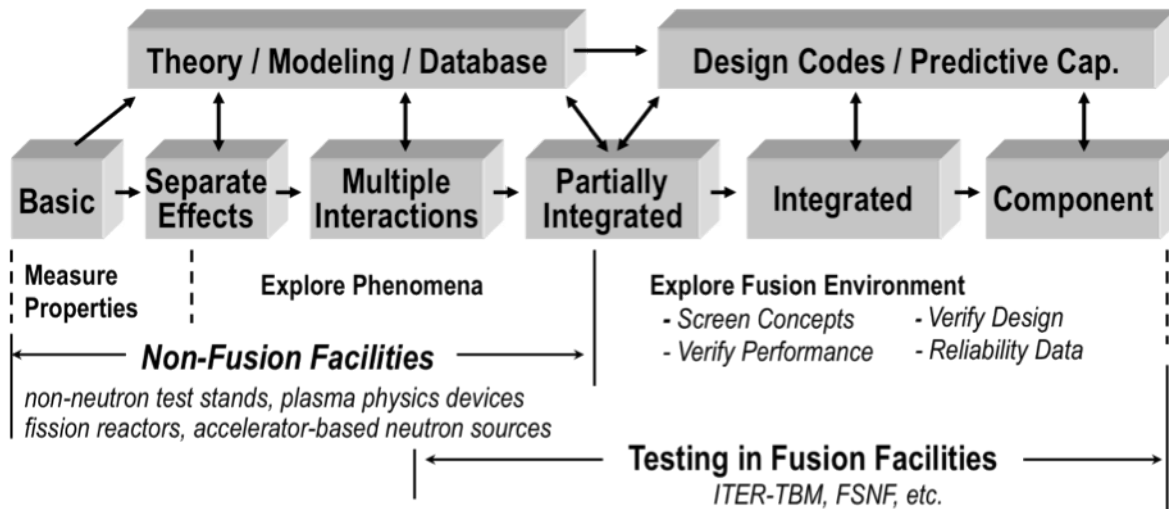 Theory / Modeling / Database
Design Codes / Predictive Cap.
Basic
Separate
Effects
Multiple
Interactions
Partially
Integrated
Integrated
Component
Measure
Properties
Explore Phenomena
Explore Fusion Environment
- Screen Concepts
- Verify Design
- Verify Performance
- Reliability Data
Non-Fusion Facilities
non-neutron test stands, plasma physics devices
fission reactors, accelerator-based neutron sources
Testing in Fusion Facilities
ITER-TBM, FSNF, etc.